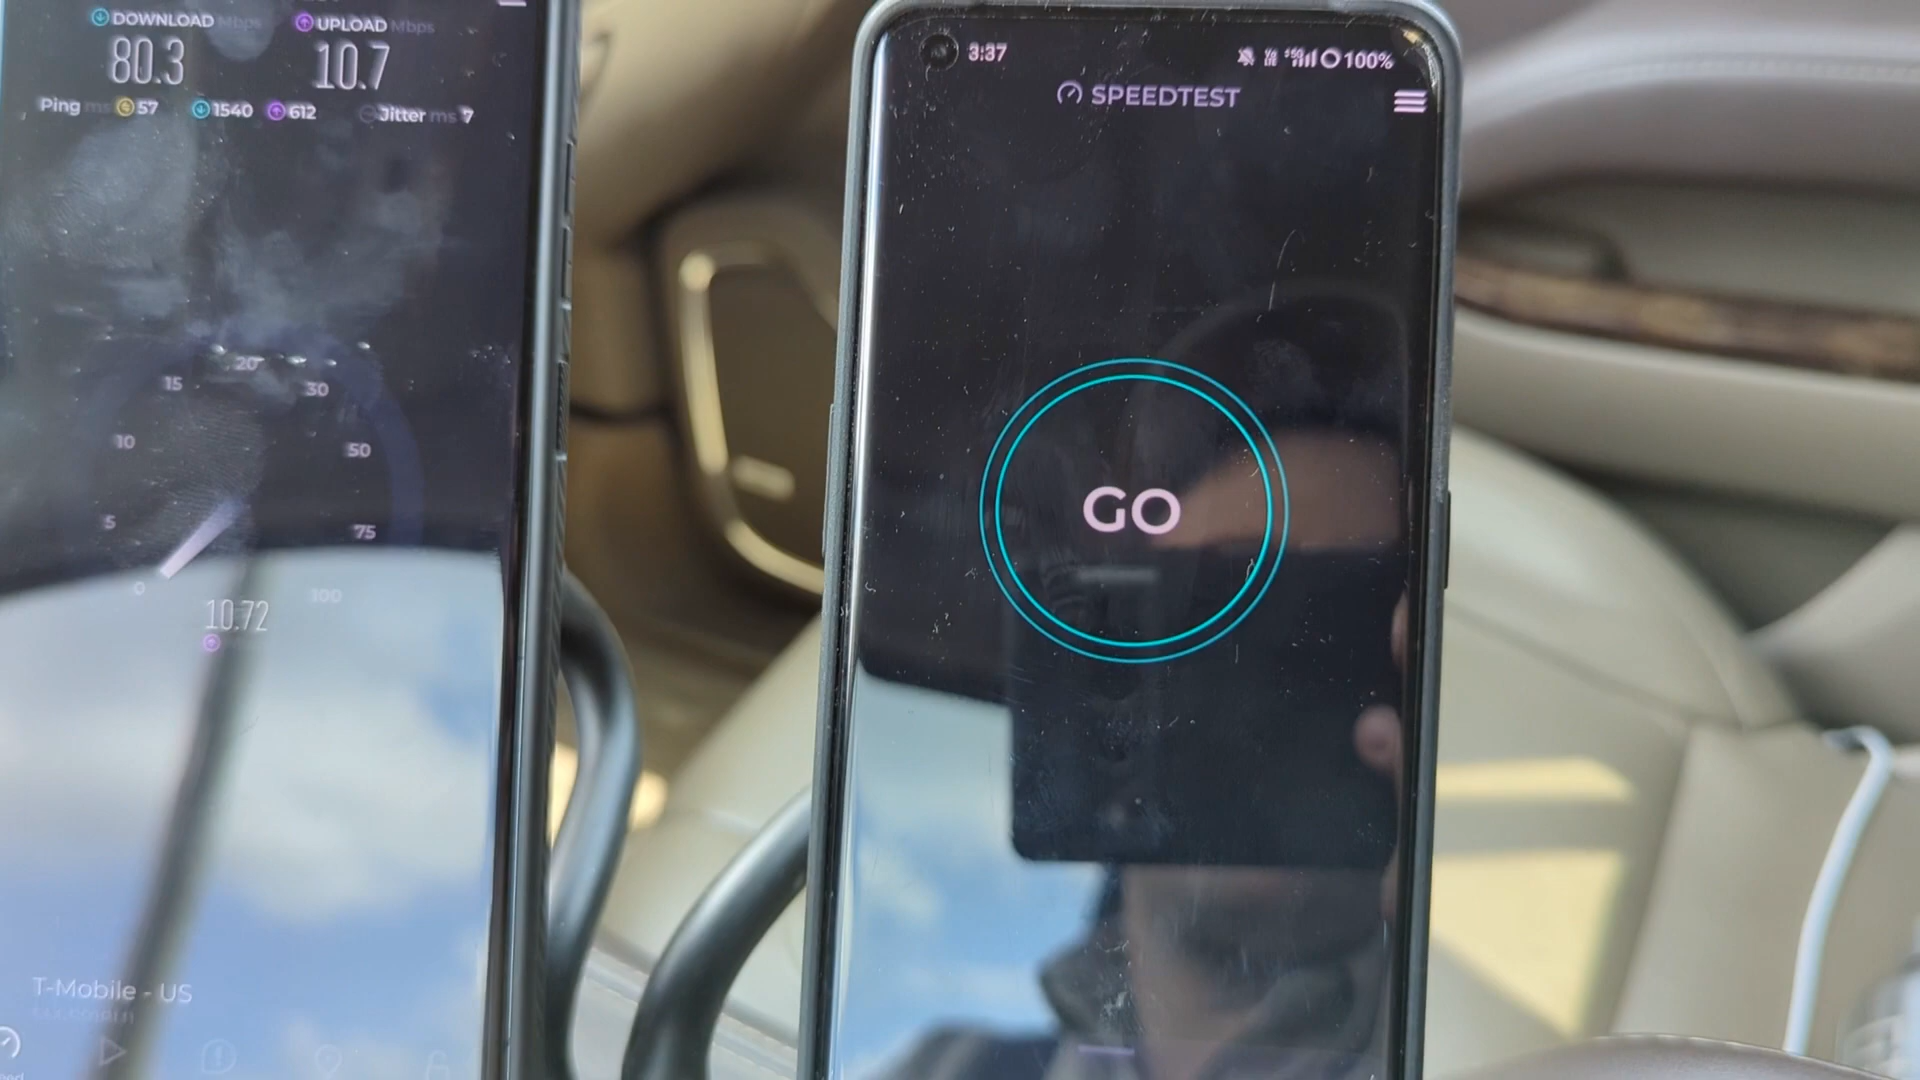 DOWNLOAD Mbps UPLOAD Mbps
80.3 10.7
Ping ms 57 1540 612 Jitter ms 7
20
15 30
10 50
5 75
0 100
10.72
T-Mobile - US
3:37 5G 100%
SPEEDTEST
GO